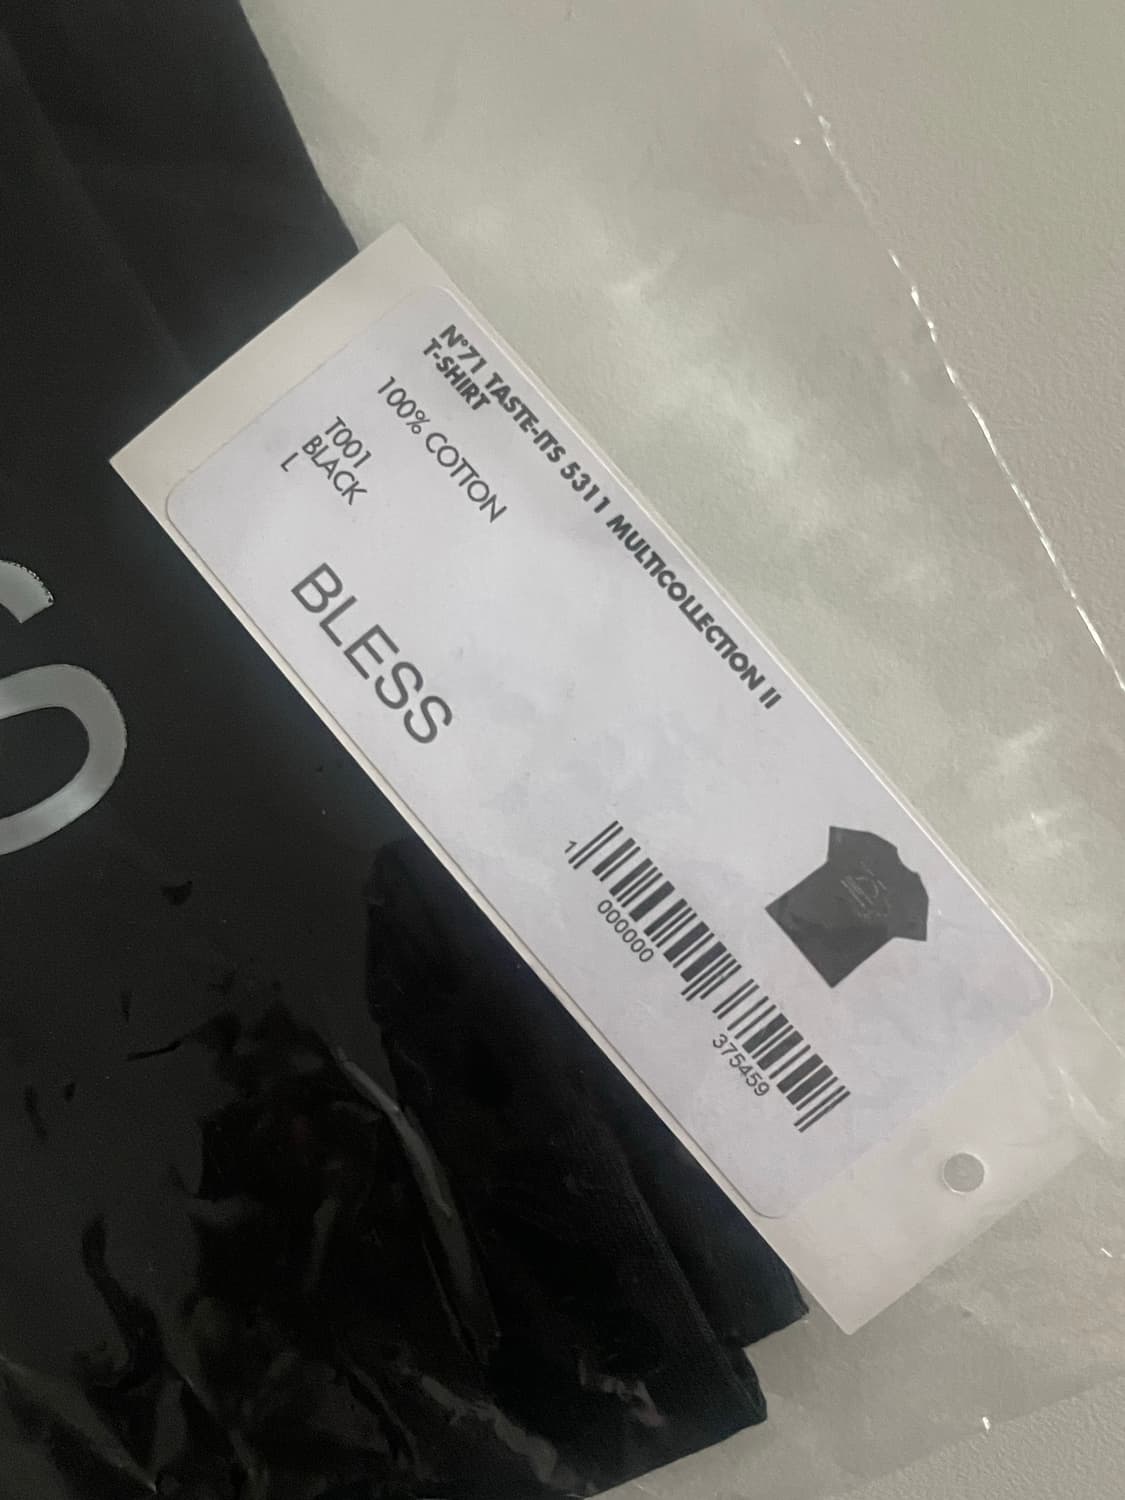 N°71 TASTE-ITS 5311 MULTICOLLECTION II
T-SHIRT
100% COTTON
T001
BLACK
L
BLESS
1 000000 375459